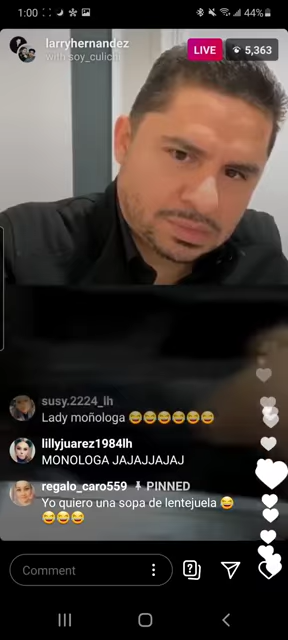 1:00
44%
larryhernandez
with soy_culichi
LIVE
5,363
susy.2224_lh
Lady moñologa 😂😂😂😂😂😂
lillyjuarez1984lh
MONOLOGA JAJAJJAJAJ
regalo_caro559 PINNED
Yo quiero una sopa de lentejuela 😅
😂😂😂
Comment